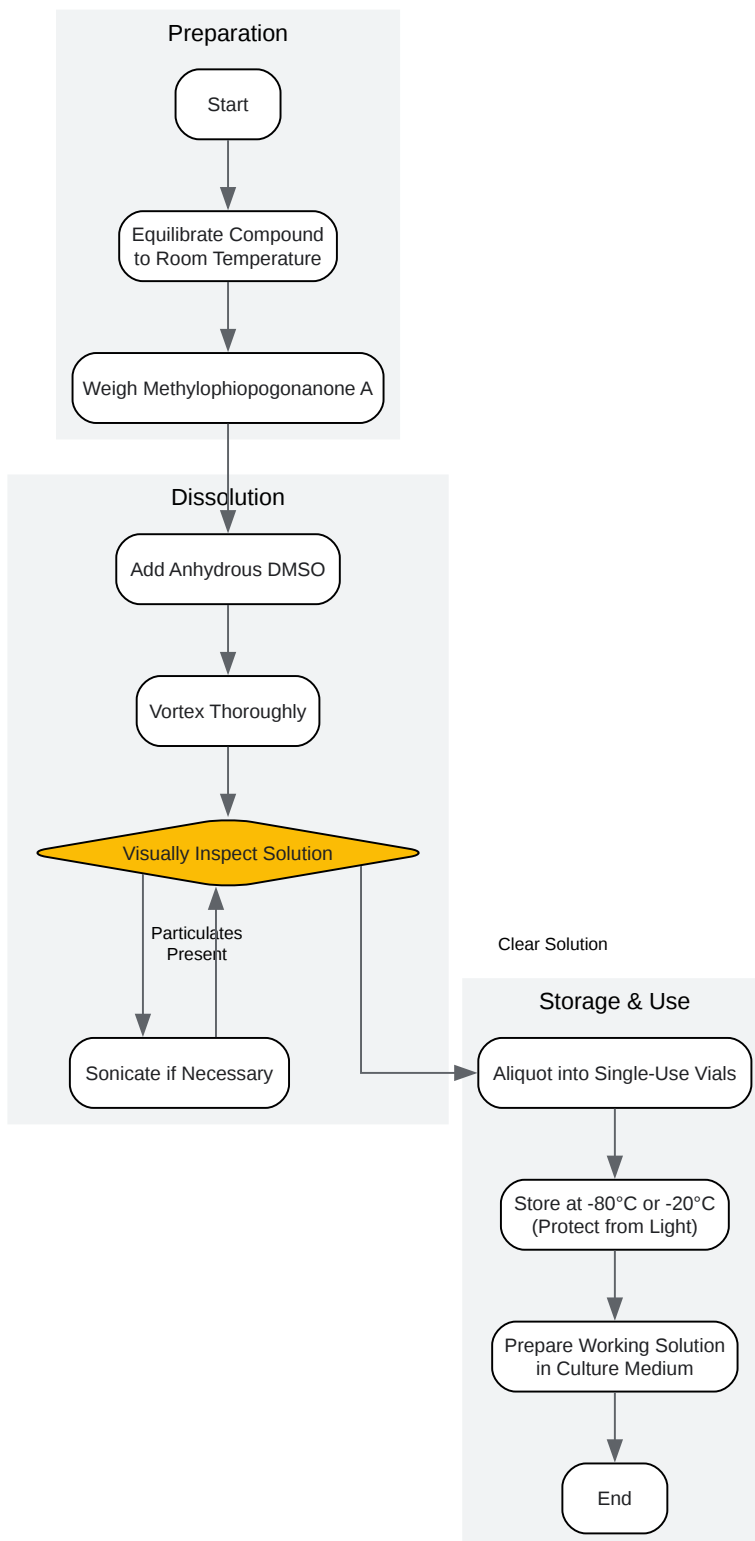 Preparation
Start
Equilibrate Compound
to Room Temperature
Weigh Methylophiopogonanone A
Dissolution
Add Anhydrous DMSO
Vortex Thoroughly
Visually Inspect Solution
Particulates
Present
Clear Solution
Sonicate if Necessary
Storage & Use
Aliquot into Single-Use Vials
Store at -80°C or -20°C
(Protect from Light)
Prepare Working Solution
in Culture Medium
End